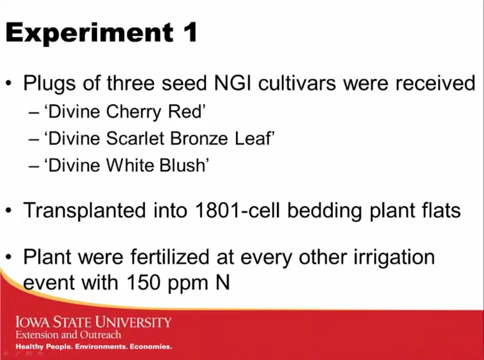 Experiment 1
• Plugs of three seed NGI cultivars were received
– ‘Divine Cherry Red’
– ‘Divine Scarlet Bronze Leaf’
– ‘Divine White Blush’
• Transplanted into 1801-cell bedding plant flats
• Plant were fertilized at every other irrigation
event with 150 ppm N
IOWA STATE UNIVERSITY
Extension and Outreach
Healthy People. Environments. Economies.